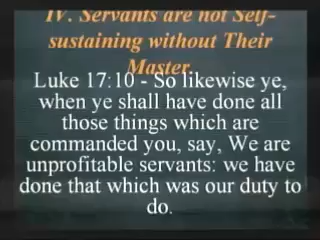 IV. Servants are not Self-
sustaining without Their
Master.
Luke 17:10 - So likewise ye,
when ye shall have done all
those things which are
commanded you, say, We are
unprofitable servants: we have
done that which was our duty to
do.